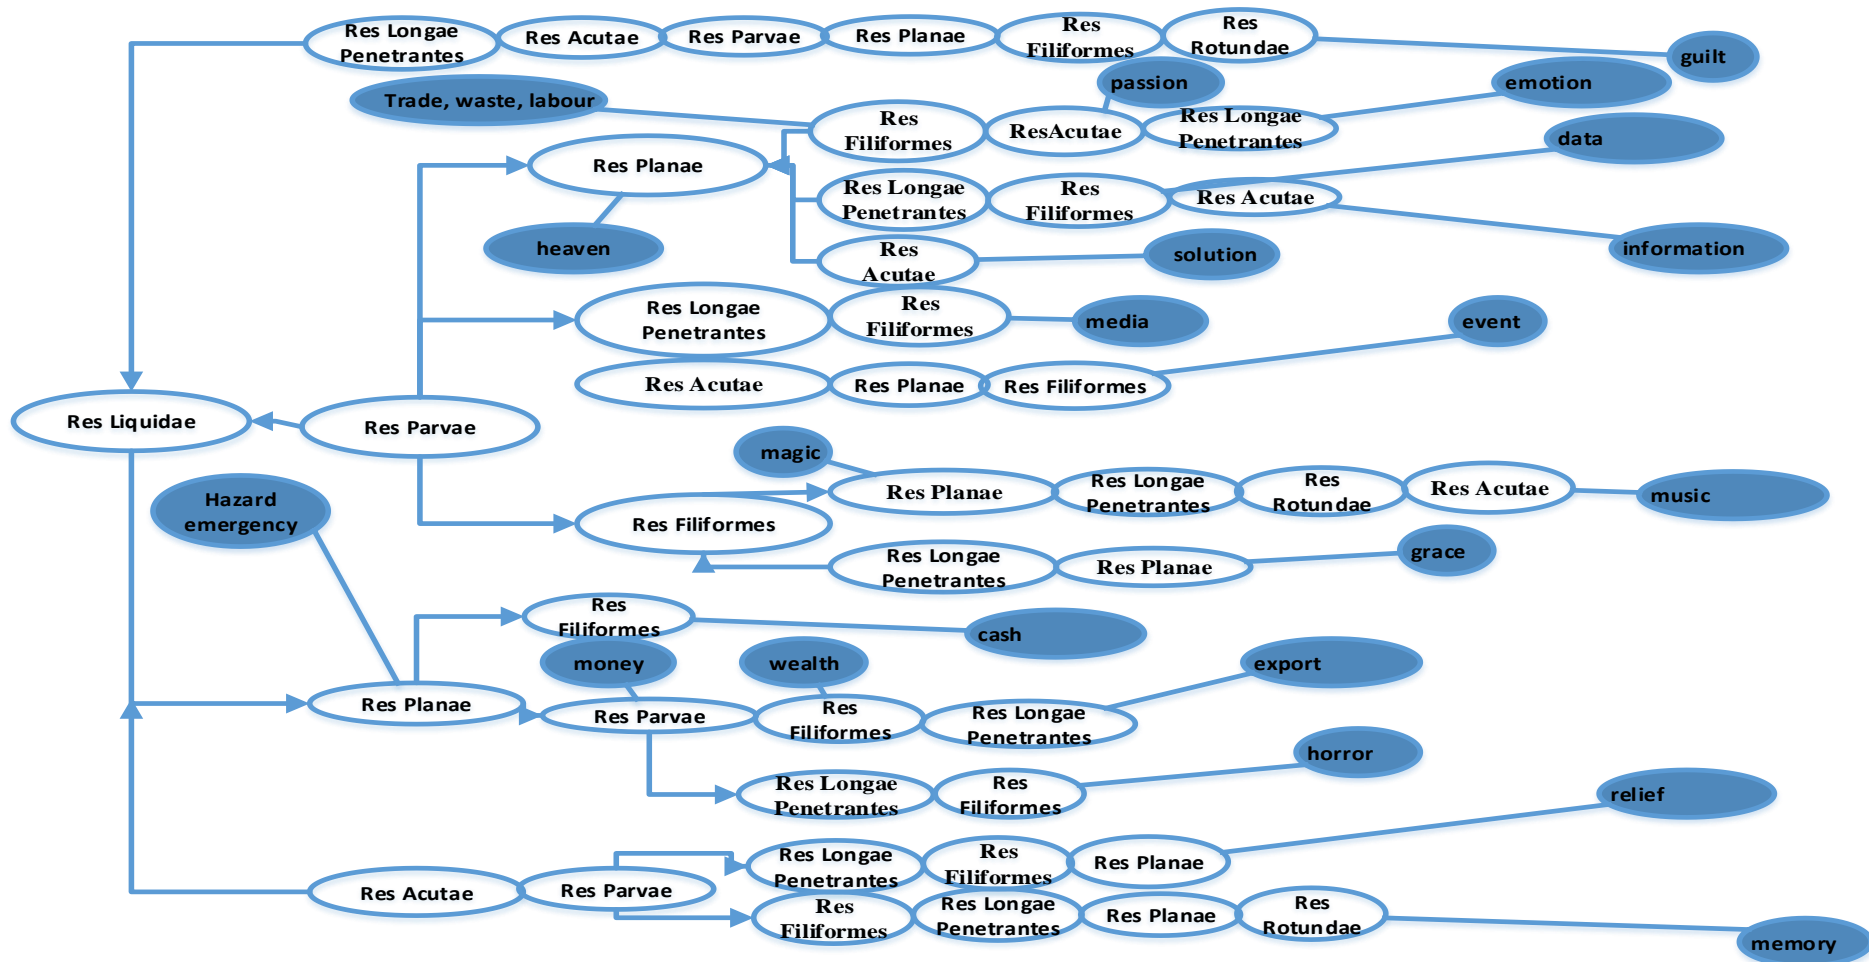 Res Longae
Penetrantes
Res Acutae
Res Parvae
Res Planae
Res
Filiformes
Res
Rotundae
guilt
Trade, waste, labour
passion
emotion
Res
Filiformes
ResAcutae
Res Longae
Penetrantes
data
Res Planae
Res Longae
Penetrantes
Res
Filiformes
Res Acutae
heaven
information
Res
Acutae
solution
Res Longae
Penetrantes
Res
Filiformes
media
event
Res Acutae
Res Planae
Res Filiformes
Res Liquidae
Res Parvae
magic
Hazard
emergency
Res Planae
Res Longae
Penetrantes
Res
Rotundae
Res Acutae
music
Res Filiformes
Res Longae
Penetrantes
Res Planae
grace
Res
Filiformes
cash
money
wealth
export
Res Planae
Res Parvae
Res
Filiformes
Res Longae
Penetrantes
horror
Res Longae
Penetrantes
Res
Filiformes
relief
Res Acutae
Res Parvae
Res Longae
Penetrantes
Res
Filiformes
Res Planae
Res
Filiformes
Res Longae
Penetrantes
Res Planae
Res
Rotundae
memory